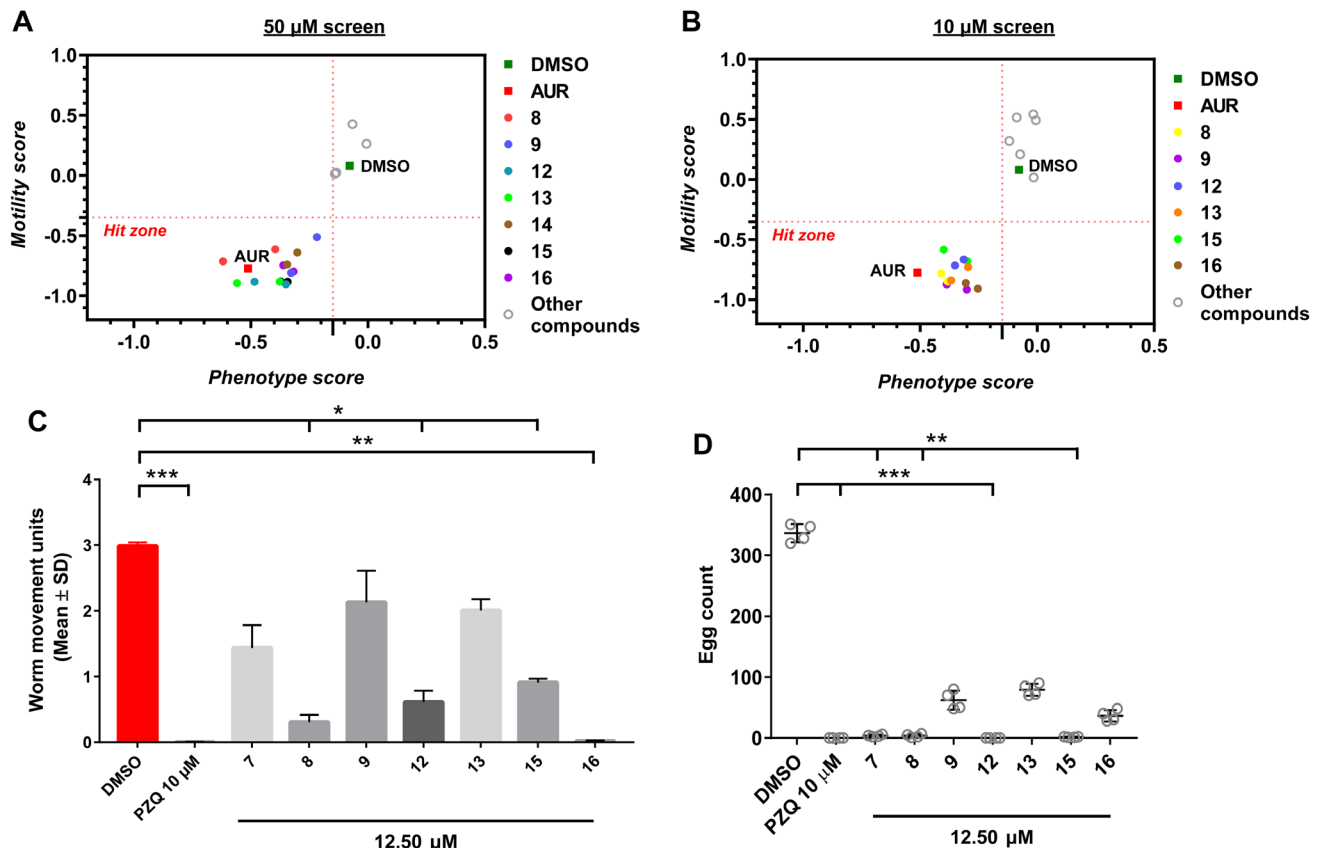 A
50 µM screen
Motility score
1.0
0.5
0.0
-0.5
-1.0
Hit zone
AUR
DMSO
-1.0
-0.5
0.0
0.5
Phenotype score
DMSO
AUR
8
9
12
13
14
15
16
Other
compounds
B
10 µM screen
Motility score
1.0
0.5
0.0
-0.5
-1.0
Hit zone
AUR
DMSO
-1.0
-0.5
0.0
0.5
Phenotype score
DMSO
AUR
8
9
12
13
15
16
Other
compounds
C
*
**
***
Worm movement units
(Mean ± SD)
4
3
2
1
0
DMSO
PZQ 10 µM
7
8
9
12
13
15
16
12.50 µM
D
**
***
Egg count
400
300
200
100
0
DMSO
PZQ 10 µM
7
8
9
12
13
15
16
12.50 µM